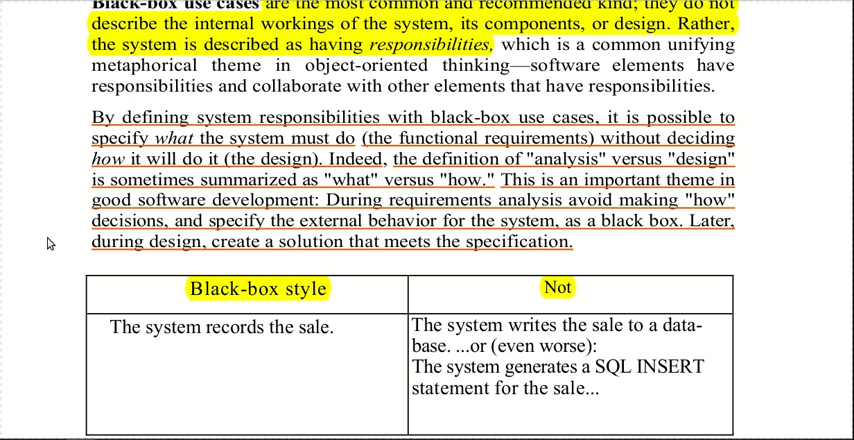 Black-box use cases are the most common and recommended kind; they do not
describe the internal workings of the system, its components, or design. Rather,
the system is described as having responsibilities, which is a common unifying
metaphorical theme in object-oriented thinking—software elements have
responsibilities and collaborate with other elements that have responsibilities.
By defining system responsibilities with black-box use cases, it is possible to
specify what the system must do (the functional requirements) without deciding
how it will do it (the design). Indeed, the definition of "analysis" versus "design"
is sometimes summarized as "what" versus "how." This is an important theme in
good software development: During requirements analysis avoid making "how"
decisions, and specify the external behavior for the system, as a black box. Later,
during design, create a solution that meets the specification.
Black-box style
Not
The system records the sale.
The system writes the sale to a data-
base. ...or (even worse):
The system generates a SQL INSERT
statement for the sale...